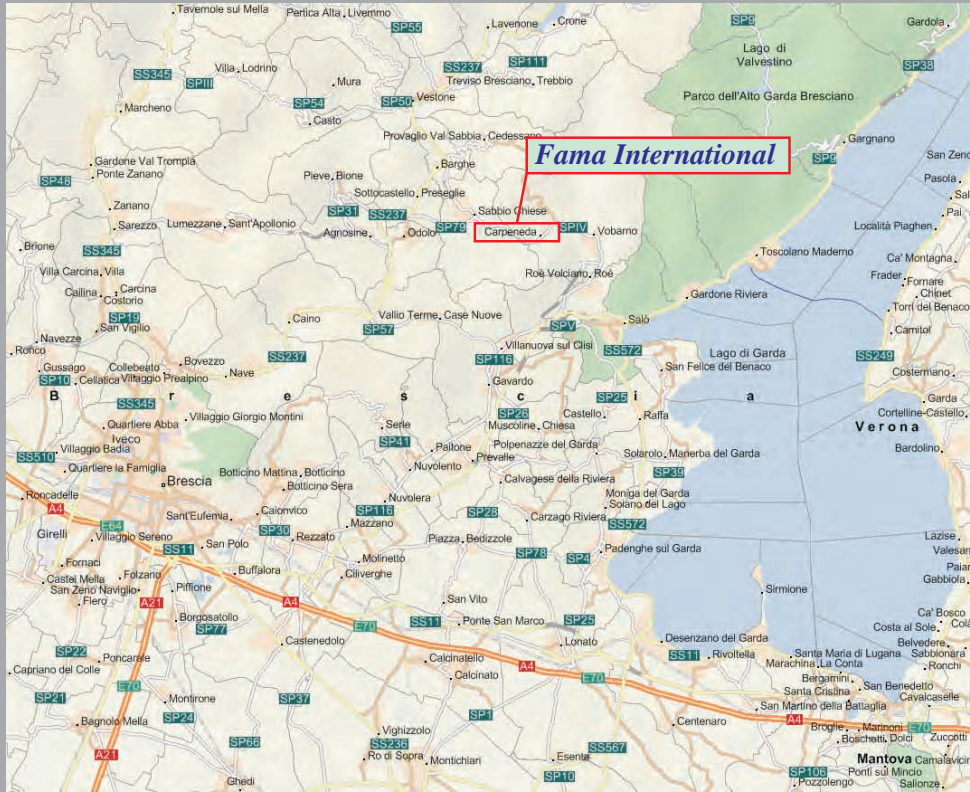 Tavernole sul Mella
Pertica Alta Livemmo
SP55
Lavenone
Crone
SP9
Gardola
Lago di
Valvestino
SP38
SS345
SPIII
Villa Lodrino
Mura
SS237
SP111
Treviso Bresciano Trebbio
Parco dell'Alto Garda Bresciano
Marcheno
SP54
SP50
Vestone
Casto
Provaglio Val Sabbia Cedessano
Gargnano
Fama International
SP9
San Zeno
Gardone Val Trompia
Ponte Zanano
Barghe
Pasola
SP48
Pieve Bione
Sottocastello Preseglie
Sal
Zanano
SP31
SS237
Sabbio Chiese
Pai
Sarezzo
Lumezzane Sant'Apollonio
Agnosine
Odolo
SP79
Carpeneda
SPIV
Vobarno
Località Piaghen
Brione
SS345
Toscolano Maderno
Ca' Montagna
Villa Carcina Villa
Roè Volciano Roè
Frader
Fornare
Cailina
Carcina
Costorio
Gardone Riviera
Chinet
Torri del Benaco
SP19
San Vigilio
Caino
SP57
Vallio Terme Case Nuove
SPV
Salò
Camitol
Navezze
Ronco
Villanuova sul Clisi
SS572
Lago di Garda
SS249
Gussago
Collebeato
Bovezzo
SS237
SP116
San Felice del Benaco
Costermano
SP10
Cellatica
Villaggio Prealpino
Nave
Gavardo
B r e s c i a
SP25
Garda
SS345
Villaggio Giorgio Montini
SP26
Castello
Raffa
Cortelline-Castello
Quartiere Abba
Serle
Muscoline Chiesa
Verona
Iveco
SP41
Paitone
Polpenazze del Garda
SS510
Villaggio Badia
Prevalle
Solarolo Manerba del Garda
Bardolino
Quartiere la Famiglia
Botticino Mattina Botticino
Nuvolento
SP39
Brescia
Botticino Sera
Calvagese della Riviera
Roncadelle
Nuvolera
Moniga del Garda
A4
Soiano del Lago
Sant'Eufemia
Caionvico
SP116
SP28
Carzago Riviera
SS572
E64
SP30
Rezzato
Mazzano
Girelli
Villaggio Sereno
Piazza Bedizzole
Lazise
SS11
San Polo
SP78
SP4
Padenghe sul Garda
Valesan
Fornaci
Molinetto
Paiar
Castel Mella
Folzano
Buffalora
Ciliverghe
Gabbiola
San Zeno Naviglio
Piffione
Sirmione
Flero
A21
San Vito
Borgosatollo
A4
Ca' Bosco
SP77
E70
SS11
Ponte San Marco
SP25
Costa al Sole
Colà
Castenedolo
Desenzano del Garda
Belvedere
SP22
Poncarale
Lonato
SS11
Rivoltella
Santa Maria di Lugana
Sabbionara
Capriano del Colle
Calcinatello
A4
Marachina La Conta
Ronchi
E70
Calcinato
E70
Bergamini
SP21
Montirone
SP37
Santa Cristina
San Benedetto
Cavalcaselle
SP24
SP1
San Martino della Battaglia
Bagnolo Mella
Centenaro
A4
Broglie
Marinoni
E70
SP66
Vighizzolo
Boschetti Dolci
Zuccotti
A21
SS236
SS567
Ro di Sopra
Montichiari
Esenta
Mantova
Camalavicin
SP10
SP106
Ponti sul Mincio
Ghedi
Pozzolengo
Salionze